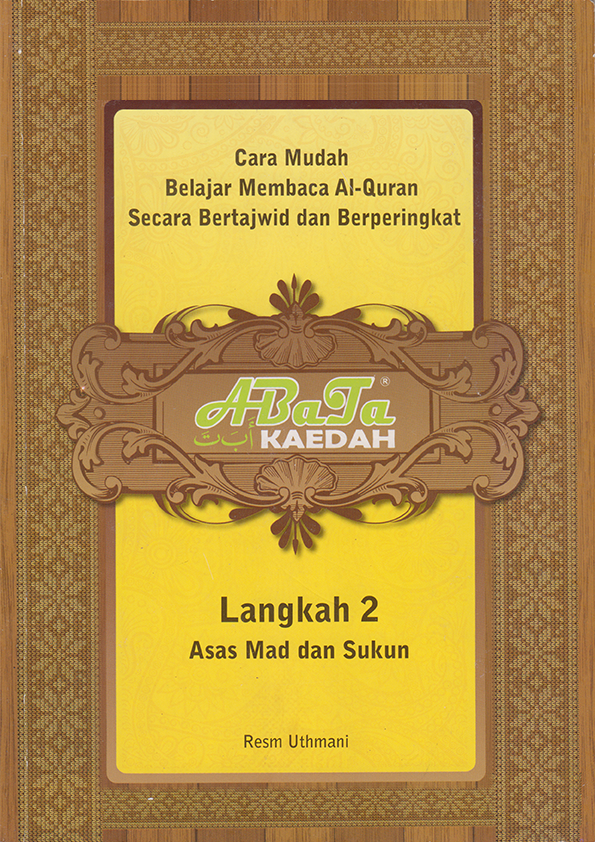 Cara Mudah
Belajar Membaca Al-Quran
Secara Bertajwid dan Berperingkat
ABaTa®
أبت KAEDAH
Langkah 2
Asas Mad dan Sukun
Resm Uthmani